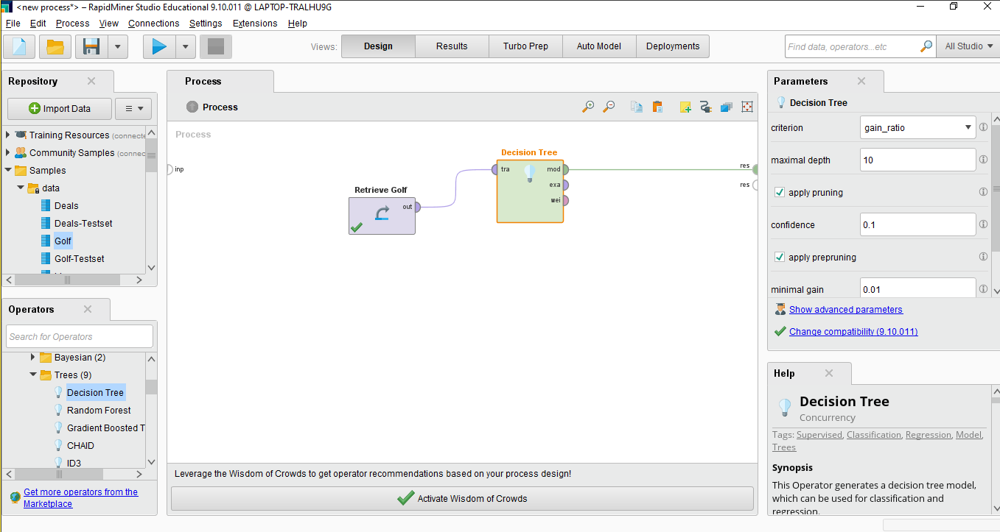 <new process*> – RapidMiner Studio Educational 9.10.011 @ LAPTOP-TRALHU9G
File Edit Process View Connections Settings Extensions Help
Views: Design Results Turbo Prep Auto Model Deployments
Find data, operators...etc
All Studio
Repository
Import Data
Training Resources (connecte
Community Samples (connec
Samples
data
Deals
Deals-Testset
Golf
Golf-Testset
Operators
Search for Operators
Bayesian (2)
Trees (9)
Decision Tree
Random Forest
Gradient Boosted T
CHAID
ID3
Get more operators from the
Marketplace
Process
Process
Process
inp
Retrieve Golf
out
Decision Tree
tra mod
exa
wei
res
res
Leverage the Wisdom of Crowds to get operator recommendations based on your process design!
Activate Wisdom of Crowds
Parameters
Decision Tree
criterion gain_ratio
maximal depth 10
apply pruning
confidence 0.1
apply prepruning
minimal gain 0.01
Show advanced parameters
Change compatibility (9.10.011)
Help
Decision Tree
Concurrency
Tags: Supervised, Classification, Regression, Model,
Trees
Synopsis
This Operator generates a decision tree model,
which can be used for classification and
regression.